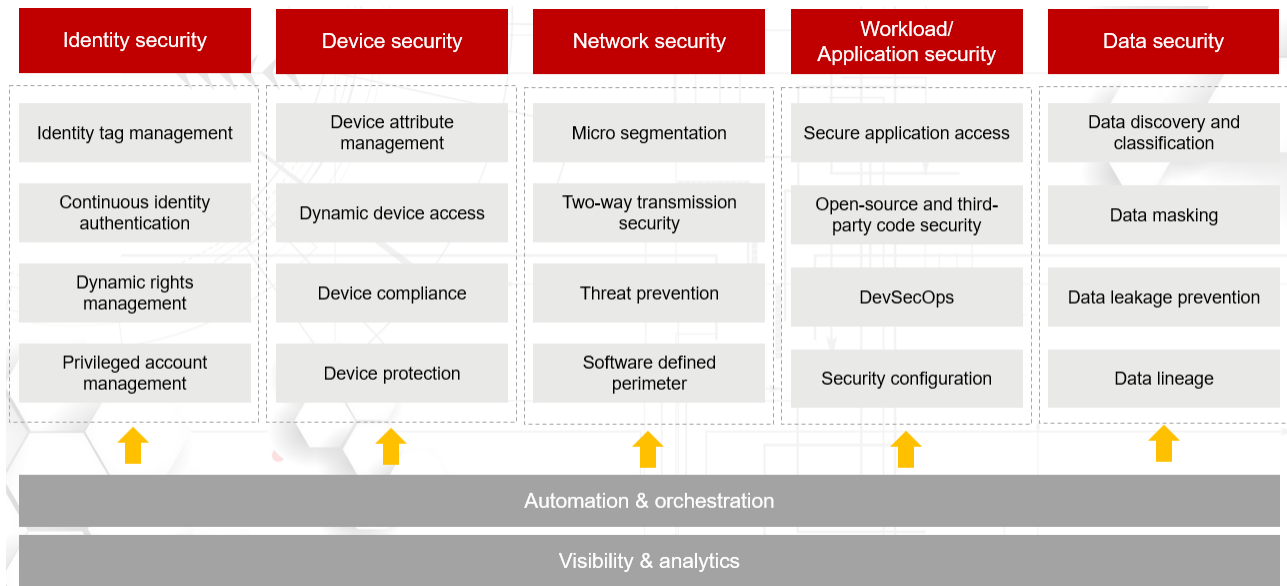 Identity security
Device security
Network security
Workload/
Application security
Data security
Identity tag management
Continuous identity
authentication
Dynamic rights
management
Privileged account
management
Device attribute
management
Dynamic device access
Device compliance
Device protection
Micro segmentation
Two-way transmission
security
Threat prevention
Software defined
perimeter
Secure application access
Open-source and third-
party code security
DevSecOps
Security configuration
Data discovery and
classification
Data masking
Data leakage prevention
Data lineage
Automation & orchestration
Visibility & analytics